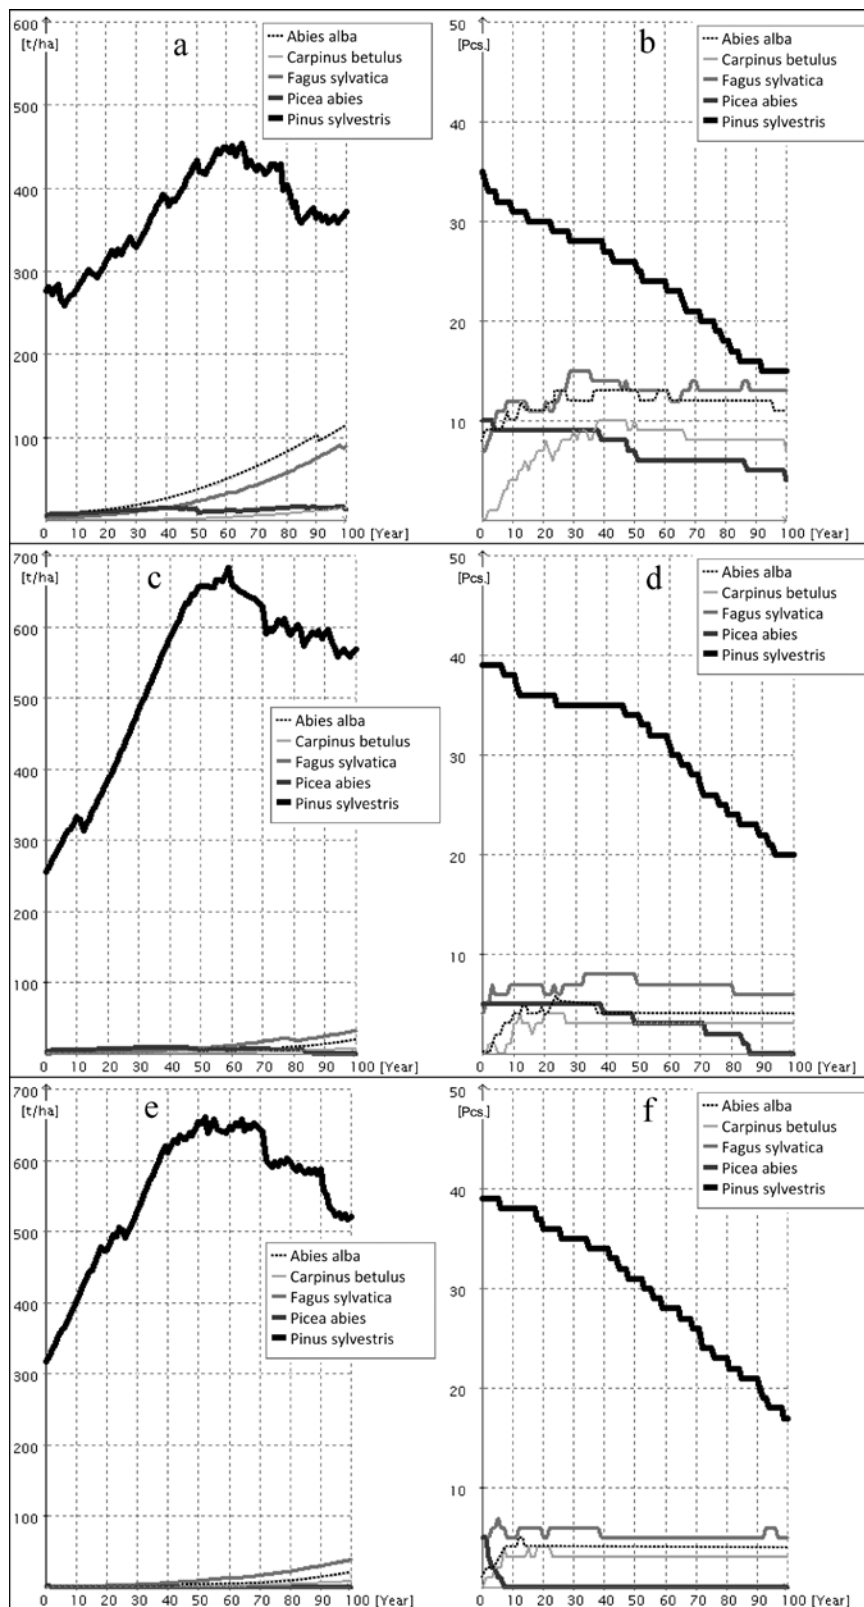 600
[t/ha]
a
Abies alba
Carpinus betulus
Fagus sylvatica
Picea abies
Pinus sylvestris
500
400
300
200
100
0 10 20 30 40 50 60 70 80 90 100 [Year]
50
[Pcs.]
b
Abies alba
Carpinus betulus
Fagus sylvatica
Picea abies
Pinus sylvestris
40
30
20
10
0 10 20 30 40 50 60 70 80 90 100
[Year]
700
[t/ha]
c
600
500
Abies alba
Carpinus betulus
Fagus sylvatica
Picea abies
Pinus sylvestris
400
300
200
100
0 10 20 30 40 50 60 70 80 90 100 [Year]
50
[Pcs.]
d
Abies alba
Carpinus betulus
Fagus sylvatica
Picea abies
Pinus sylvestris
40
30
20
10
0 10 20 30 40 50 60 70 80 90 100
[Year]
700
[t/ha]
e
600
500
Abies alba
Carpinus betulus
Fagus sylvatica
Picea abies
Pinus sylvestris
400
300
200
100
0 10 20 30 40 50 60 70 80 90 100 [Year]
50
[Pcs.]
f
Abies alba
Carpinus betulus
Fagus sylvatica
Picea abies
Pinus sylvestris
40
30
20
10
0 10 20 30 40 50 60 70 80 90 100
[Year]